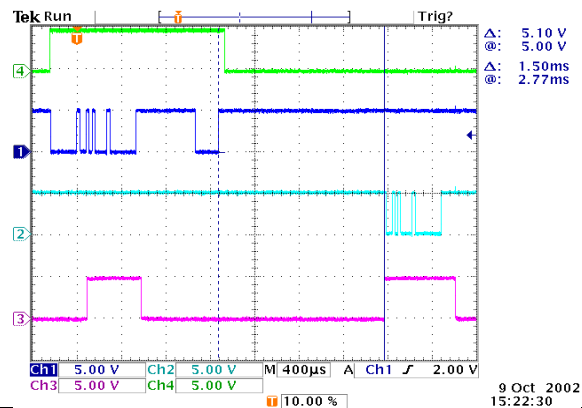 Tek Run
Trig?
T
T
Δ: 5.10 V
@: 5.00 V
Δ: 1.50ms
@: 2.77ms
4
1
2
3
Ch1 5.00 V Ch2 5.00 V M 400µs A Ch1 2.00 V
Ch3 5.00 V Ch4 5.00 V
T 10.00 %
9 Oct 2002
15:22:30